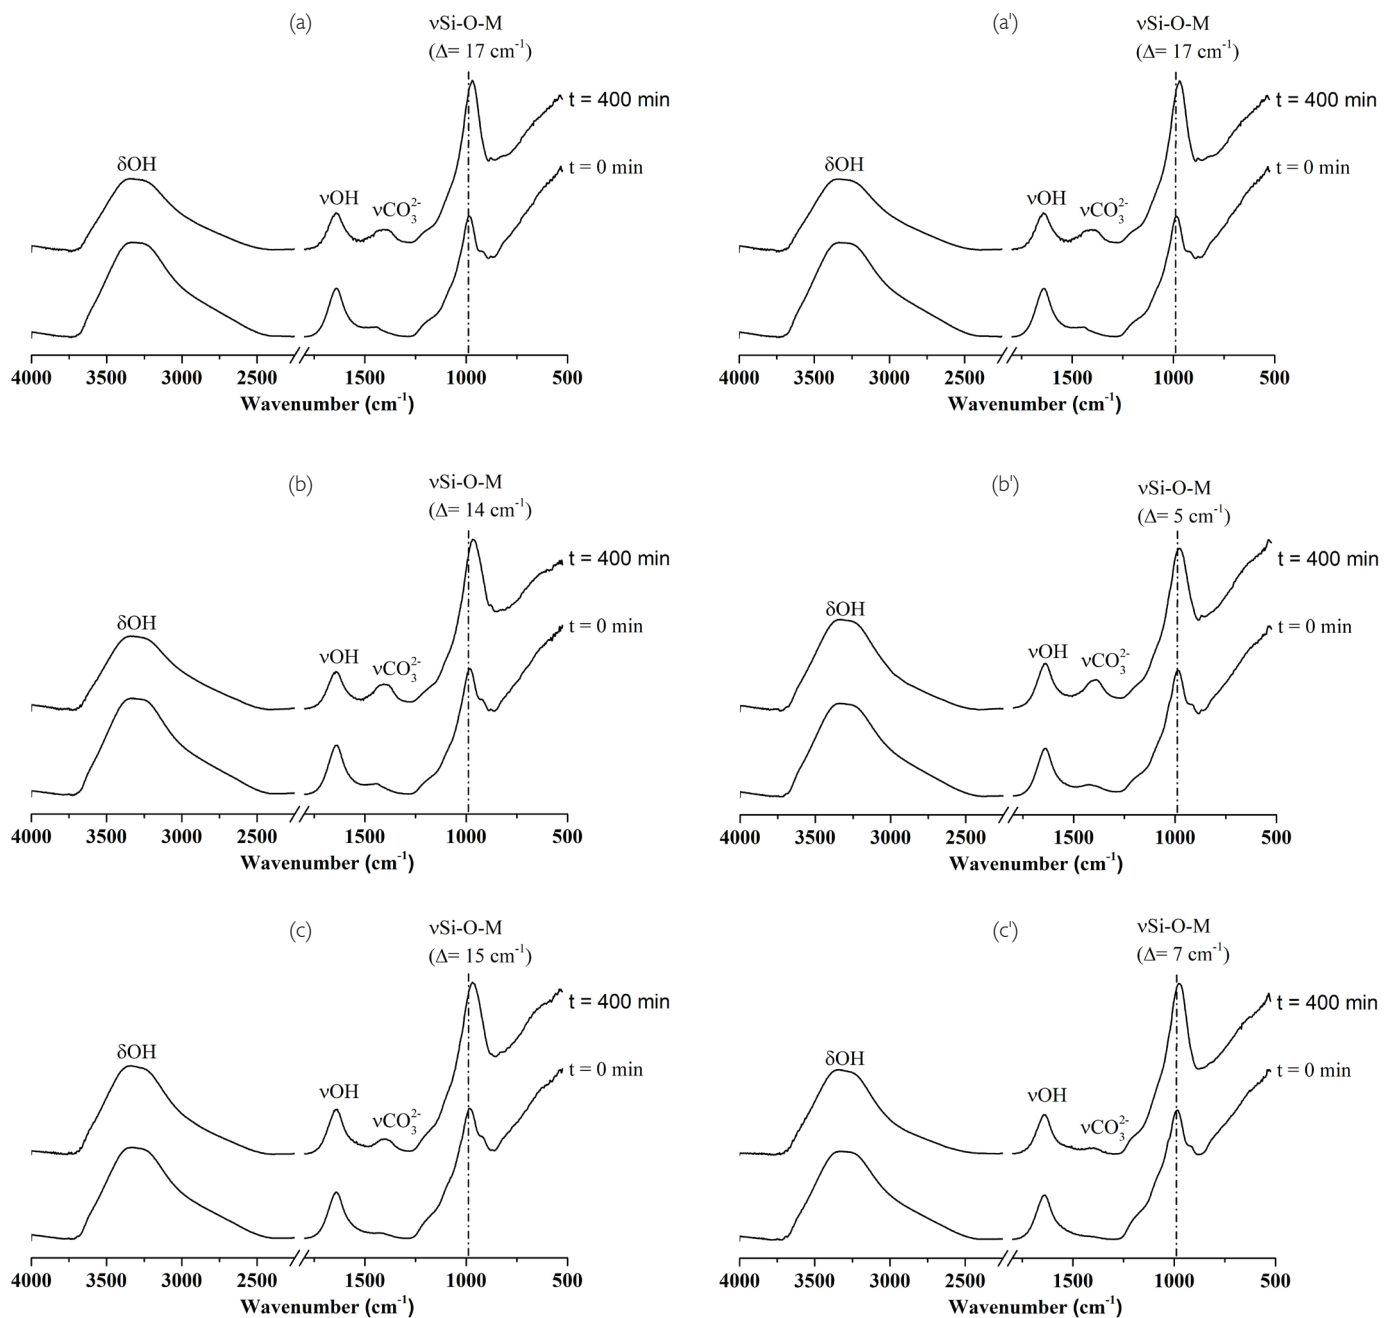 (a)
νSi-O-M
(Δ= 17 cm⁻¹)
t = 400 min
t = 0 min
δOH
νOH
νCO₃²⁻
4000 3500 3000 2500 1500 1000 500
Wavenumber (cm⁻¹)
(a')
νSi-O-M
(Δ= 17 cm⁻¹)
t = 400 min
t = 0 min
δOH
νOH
νCO₃²⁻
4000 3500 3000 2500 1500 1000 500
Wavenumber (cm⁻¹)
(b)
νSi-O-M
(Δ= 14 cm⁻¹)
t = 400 min
t = 0 min
δOH
νOH
νCO₃²⁻
4000 3500 3000 2500 1500 1000 500
Wavenumber (cm⁻¹)
(b')
νSi-O-M
(Δ= 5 cm⁻¹)
t = 400 min
t = 0 min
δOH
νOH
νCO₃²⁻
4000 3500 3000 2500 1500 1000 500
Wavenumber (cm⁻¹)
(c)
νSi-O-M
(Δ= 15 cm⁻¹)
t = 400 min
t = 0 min
δOH
νOH
νCO₃²⁻
4000 3500 3000 2500 1500 1000 500
Wavenumber (cm⁻¹)
(c')
νSi-O-M
(Δ= 7 cm⁻¹)
t = 400 min
t = 0 min
δOH
νOH
νCO₃²⁻
4000 3500 3000 2500 1500 1000 500
Wavenumber (cm⁻¹)